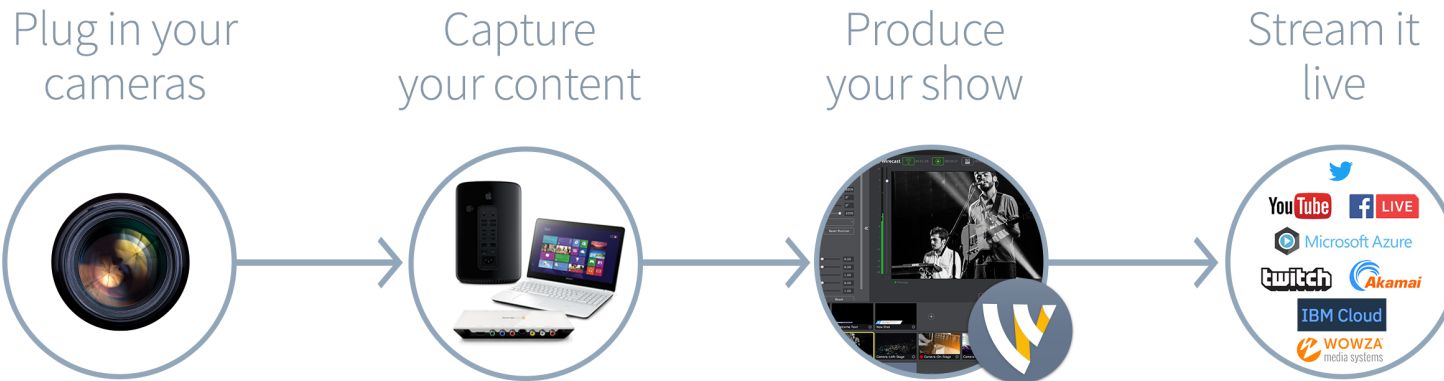 Plug in your
cameras
Capture
your content
Produce
your show
Stream it
live
YouTube
LIVE
Microsoft Azure
twitch
Akamai
IBM Cloud
WOWZA
media systems